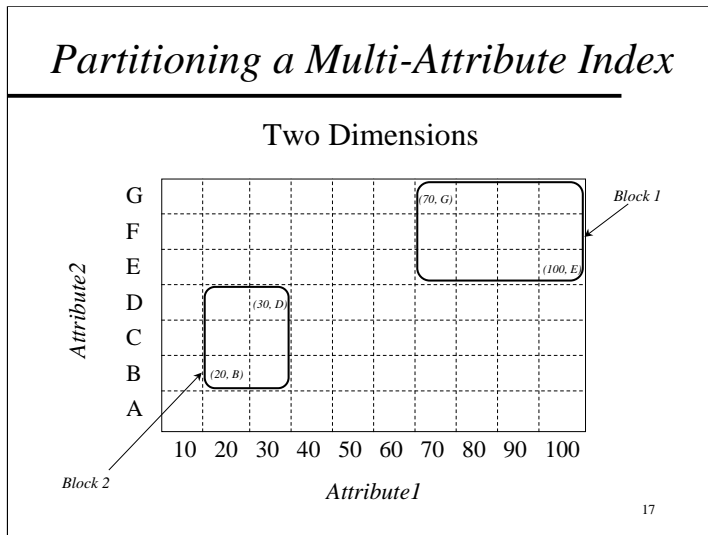 Partitioning a Multi-Attribute Index
Two Dimensions
G
F
E
D
C
B
A
Attribute2
(70, G)
(100, E)
Block 1
(30, D)
(20, B)
Block 2
10 20 30 40 50 60 70 80 90 100
Attribute1
17